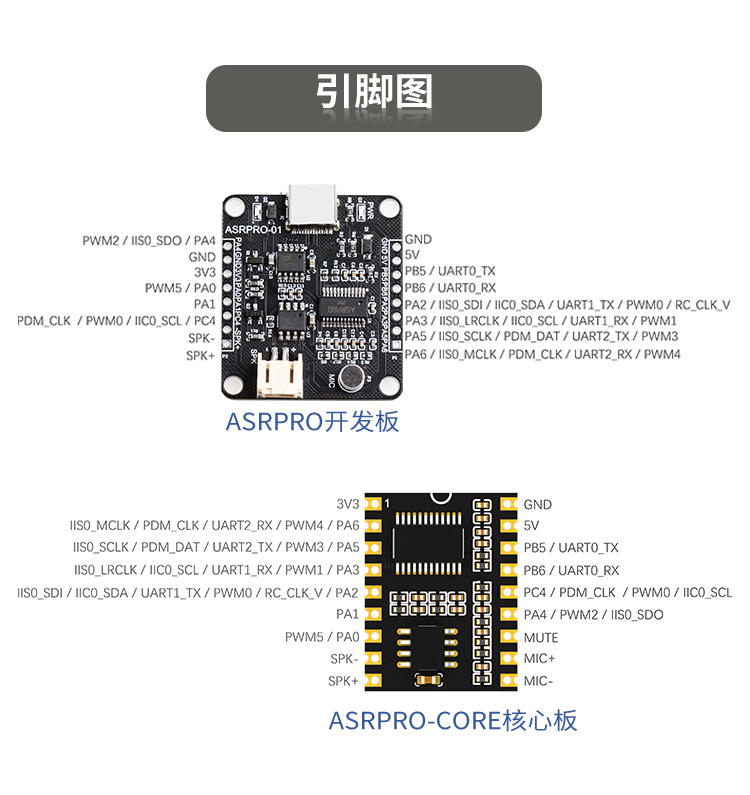 引脚图
ASRPRO-01
PWR
PWM2 / IIS0_SDO / PA4
GND
3V3
PWM5 / PA0
PA1
PDM_CLK / PWM0 / IIC0_SCL / PC4
SPK-
SPK+
GND
5V
PB5 / UART0_TX
PB6 / UART0_RX
PA2 / IIS0_SDI / IIC0_SDA / UART1_TX / PWM0 / RC_CLK_V
PA3 / IIS0_LRCLK / IIC0_SCL / UART1_RX / PWM1
PA5 / IIS0_SCLK / PDM_DAT / UART2_TX / PWM3
PA6 / IIS0_MCLK / PDM_CLK / UART2_RX / PWM4
ASRPRO
SPK
MIC
ASRPRO开发板
3V3
IIS0_MCLK / PDM_CLK / UART2_RX / PWM4 / PA6
IIS0_SCLK / PDM_DAT / UART2_TX / PWM3 / PA5
IIS0_LRCLK / IIC0_SCL / UART1_RX / PWM1 / PA3
IIS0_SDI / IIC0_SDA / UART1_TX / PWM0 / RC_CLK_V / PA2
PA1
PWM5 / PA0
SPK-
SPK+
1
GND
5V
PB5 / UART0_TX
PB6 / UART0_RX
PC4 / PDM_CLK / PWM0 / IIC0_SCL
PA4 / PWM2 / IIS0_SDO
MUTE
MIC+
MIC-
ASRPRO-CORE核心板